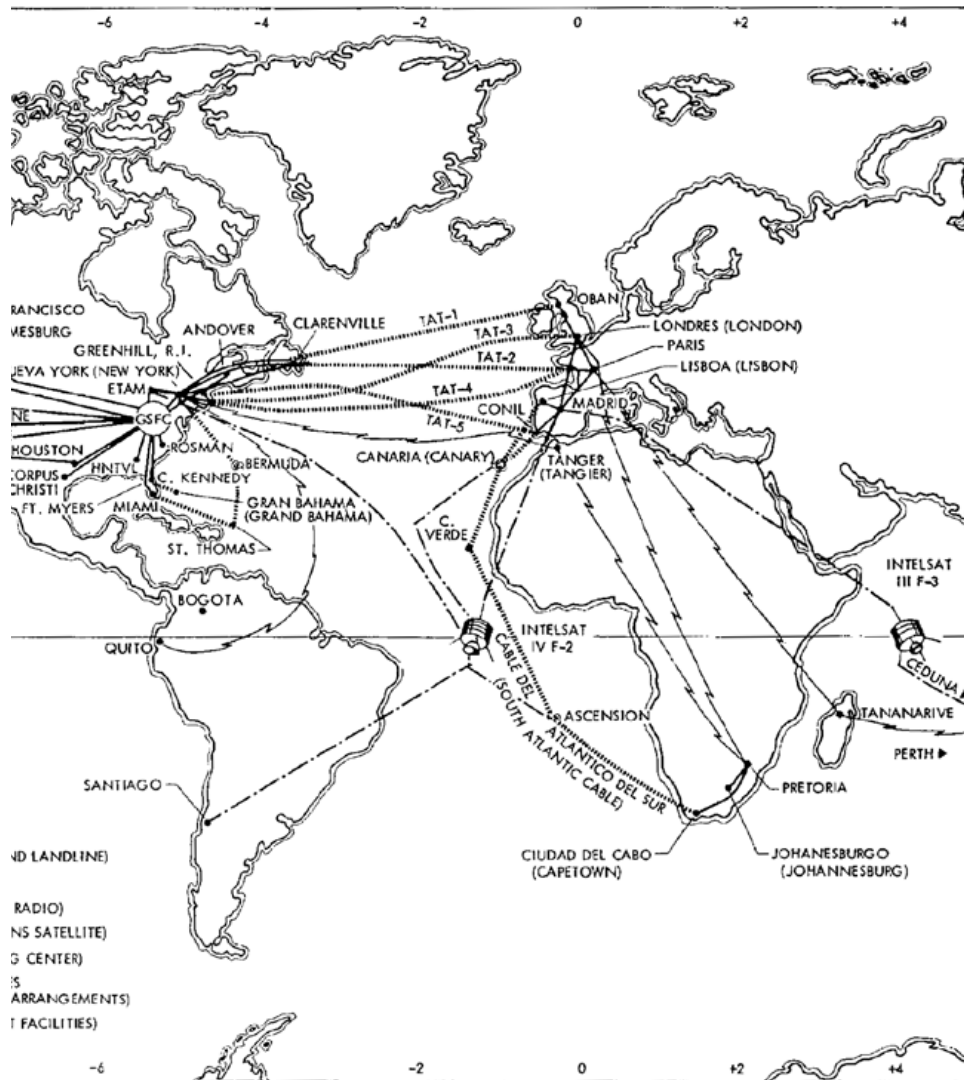 -6 -4 -2 0 +2 +4
OBAN
TAT-1
RANCISCO
MESBURG
ANDOVER
CLARENVILLE
TAT-3
LONDRES (LONDON)
GREENHILL, R.I.
PARIS
UEVA YORK (NEW YORK)
TAT-2
LISBOA (LISBON)
ETAM
TAT-4
MADRID
NE
GSFC
CONIL
TAT-5
HOUSTON
ROSMAN
CANARIA (CANARY)
TANGER
(TANGIER)
CORPUS
CHRISTI
HNTVL
BERMUDA
C. KENNEDY
FT. MYERS
MIAMI
GRAN BAHAMA
(GRAND BAHAMA)
C.
VERDE
ST. THOMAS
INTELSAT
III F-3
BOGOTA
QUITO
INTELSAT
IV F-2
CEDUNA
CABLE DEL
ATLANTICO DEL SUR
(SOUTH ATLANTIC CABLE)
ASCENSION
TANANARIVE
PERTH
SANTIAGO
PRETORIA
CIUDAD DEL CABO
(CAPETOWN)
JOHANESBURGO
(JOHANNESBURG)
ND LANDLINE)
RADIO)
NS SATELLITE)
G CENTER)
ES
ARRANGEMENTS)
T FACILITIES)
-6 -4 -2 0 +2 +4